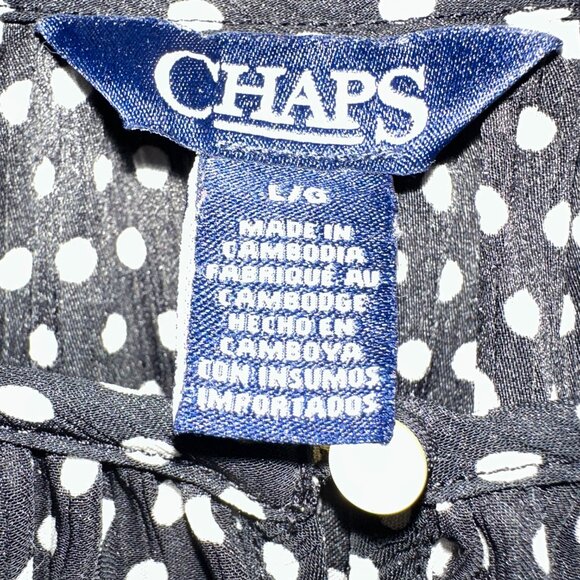 CHAPS
L/G
MADE IN
CAMBODIA
FABRIQUÉ AU
CAMBODGE
HECHO EN
CAMBOYA
CON INSUMOS
IMPORTADOS